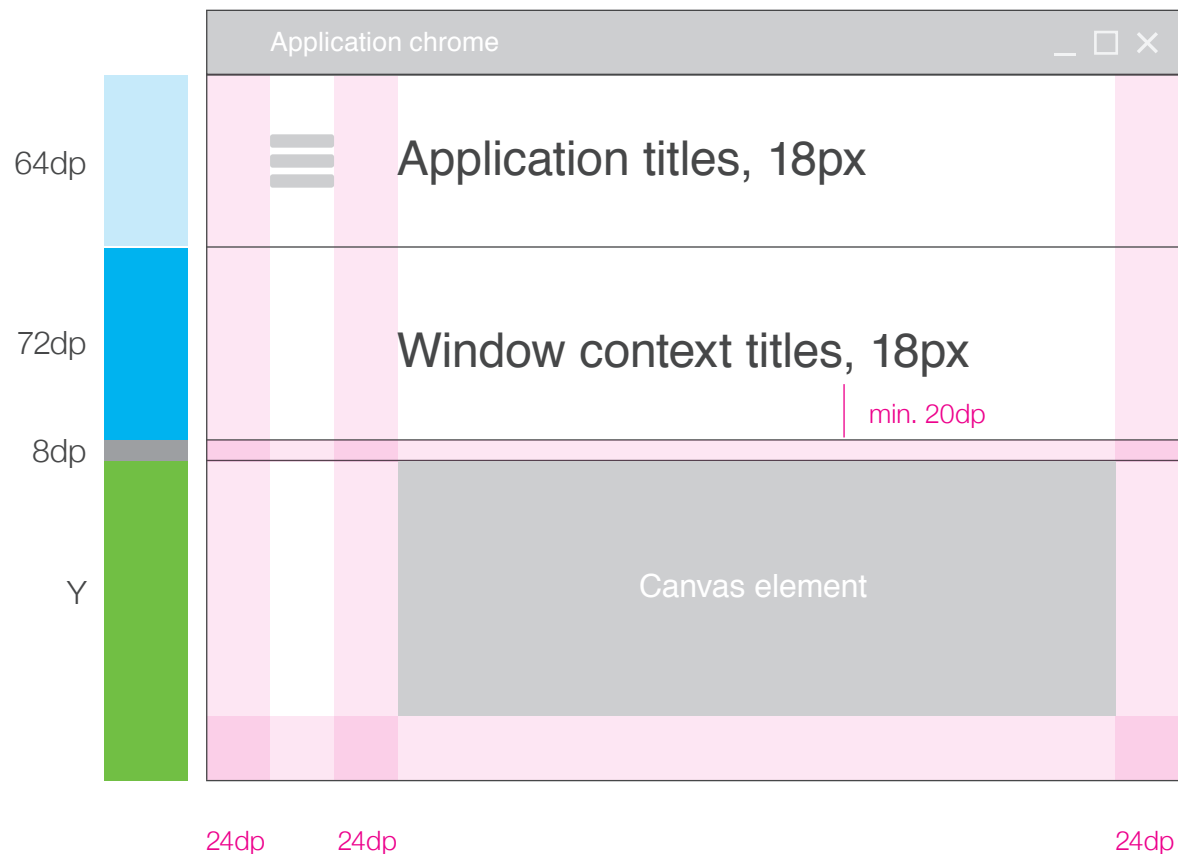 Application chrome
64dp
Application titles, 18px
72dp
Window context titles, 18px
min. 20dp
8dp
Y
Canvas element
24dp 24dp 24dp